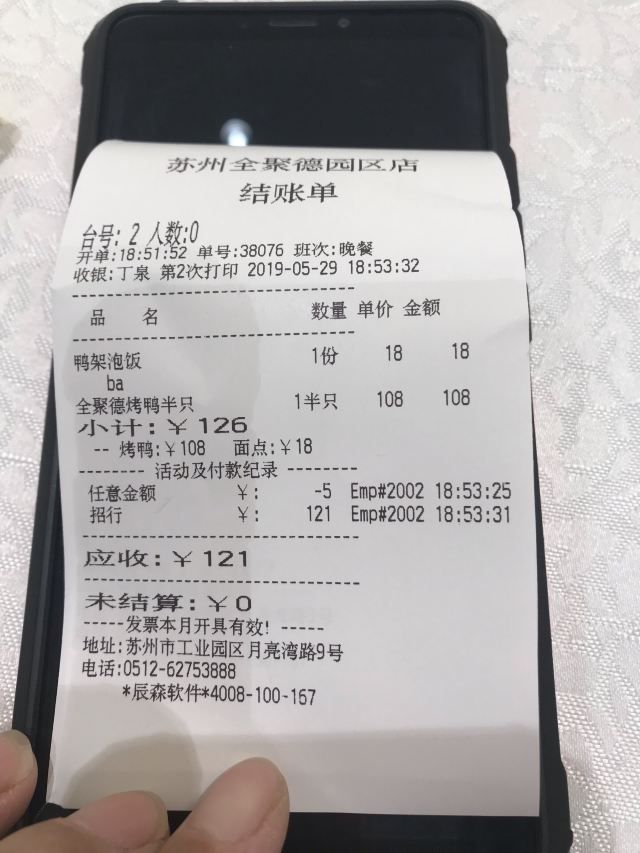 苏州全聚德园区店
结账单
台号: 2 人数:0
开单:18:51:52 单号:38076 班次:晚餐
收银:丁泉 第2次打印 2019-05-29 18:53:32
品 名 数量 单价 金额
鸭架泡饭 1份 18 18
ba
全聚德烤鸭半只 1半只 108 108
小计:￥126
-- 烤鸭:￥108 面点:￥18
-------- 活动及付款纪录 --------
任意金额 ￥: -5 Emp#2002 18:53:25
招行 ￥: 121 Emp#2002 18:53:31
应收:￥121
未结算:￥0
-----发票本月开具有效! -----
地址:苏州市工业园区月亮湾路9号
电话:0512-62753888
*辰森软件*4008-100-167